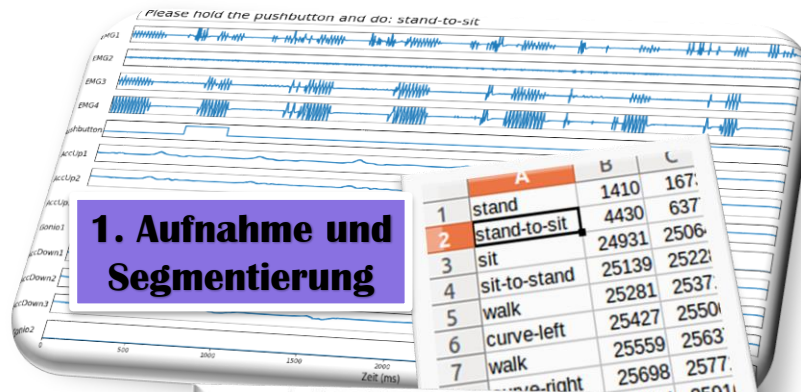 Please hold the pushbutton and do: stand-to-sit
EMG1
EMG2
EMG3
EMG4
AccUp1
AccUp2
1. Aufnahme und
Segmentierung
AccDown2
0 500 1000 1500 2000
Zeit (ms)
A B C
1 stand 1410
2 stand-to-sit 4430
3 sit 24931
4 sit-to-stand 25139
5 walk 25281
6 curve-left 25427
7 walk 25559
25698